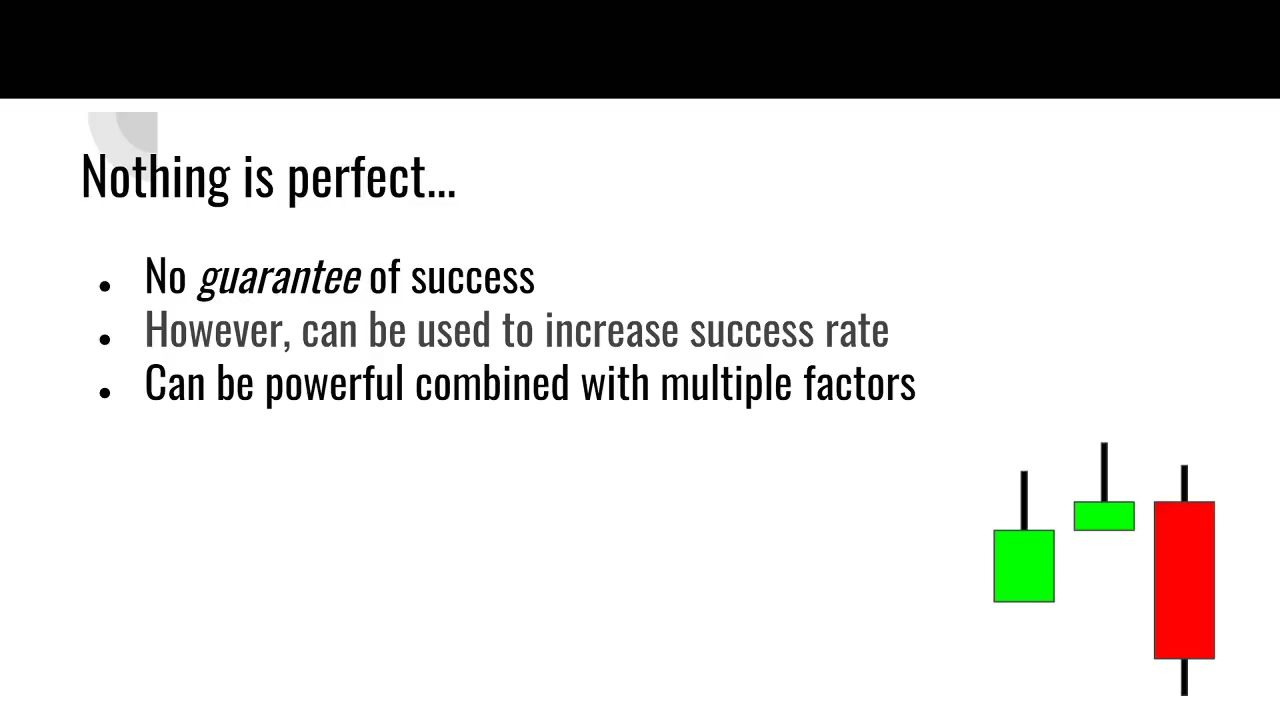 Nothing is perfect...
No guarantee of success
However, can be used to increase success rate
Can be powerful combined with multiple factors